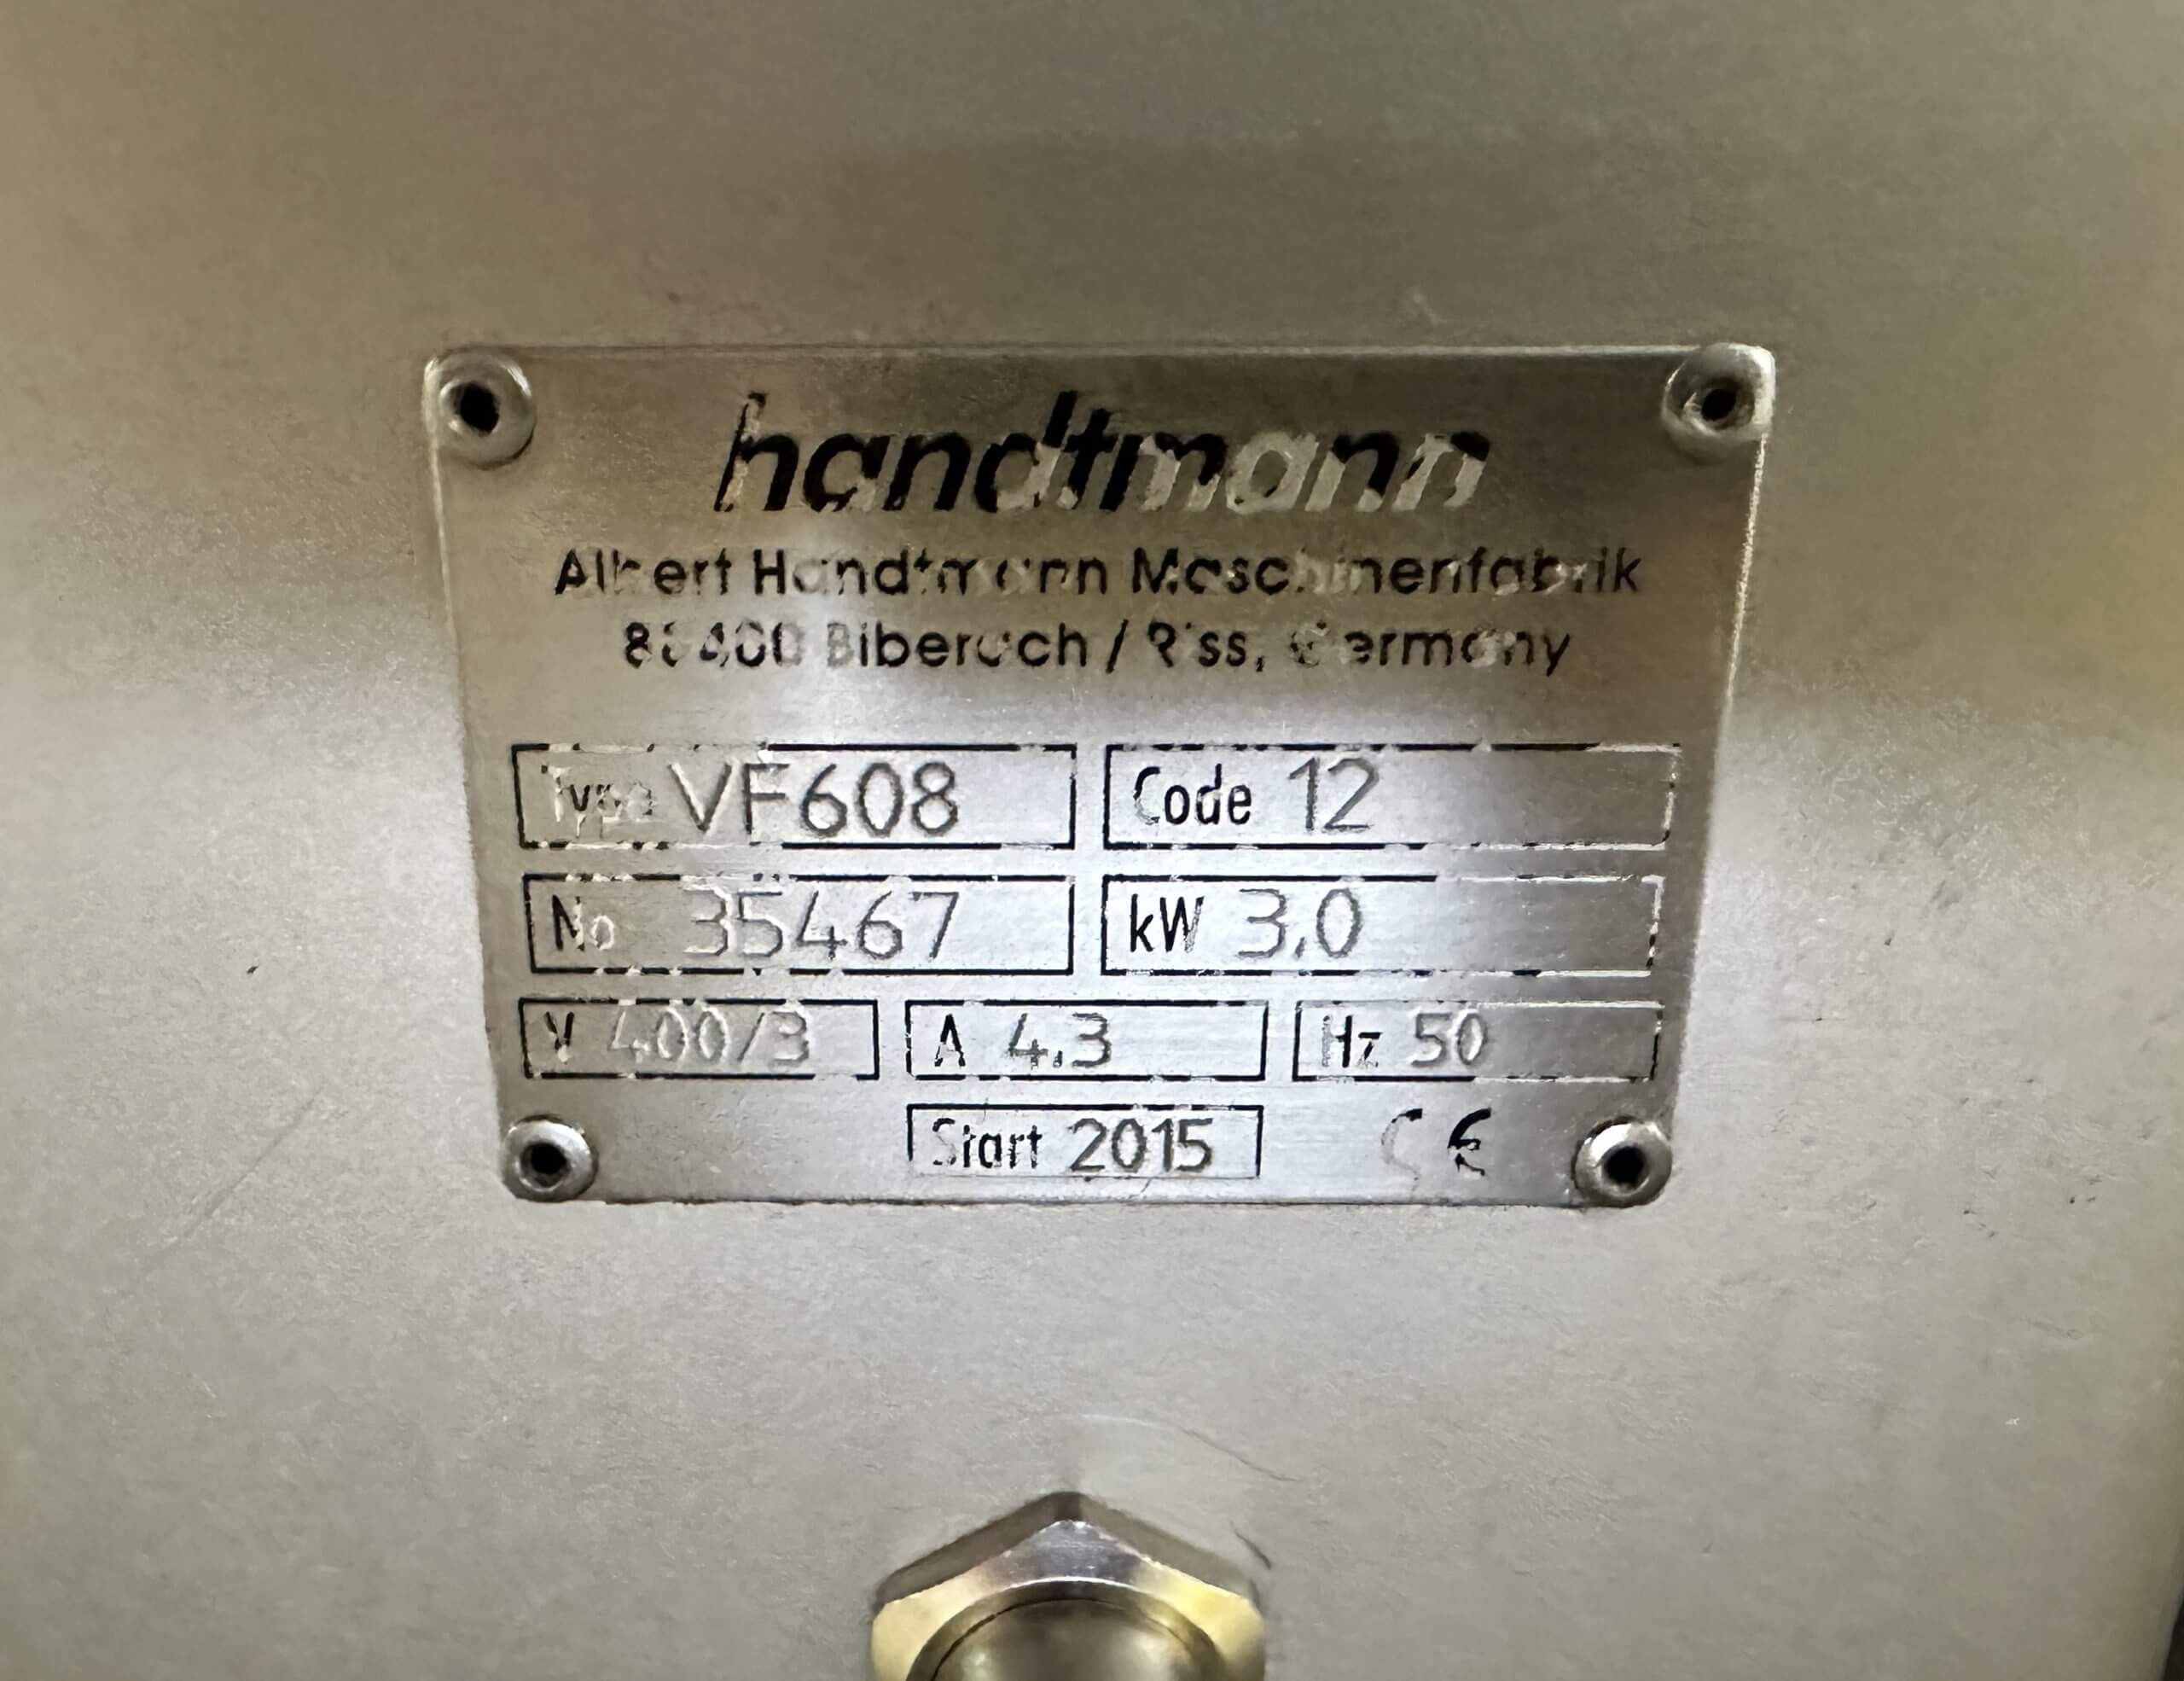 handtmann
Albert Handtmann Maschinenfabrik
88400 Biberach / Riss, Germany
Type VF608 Code 12
No 35467 kW 3.0
V 400/3 A 4.3 Hz 50
Start 2015 CE